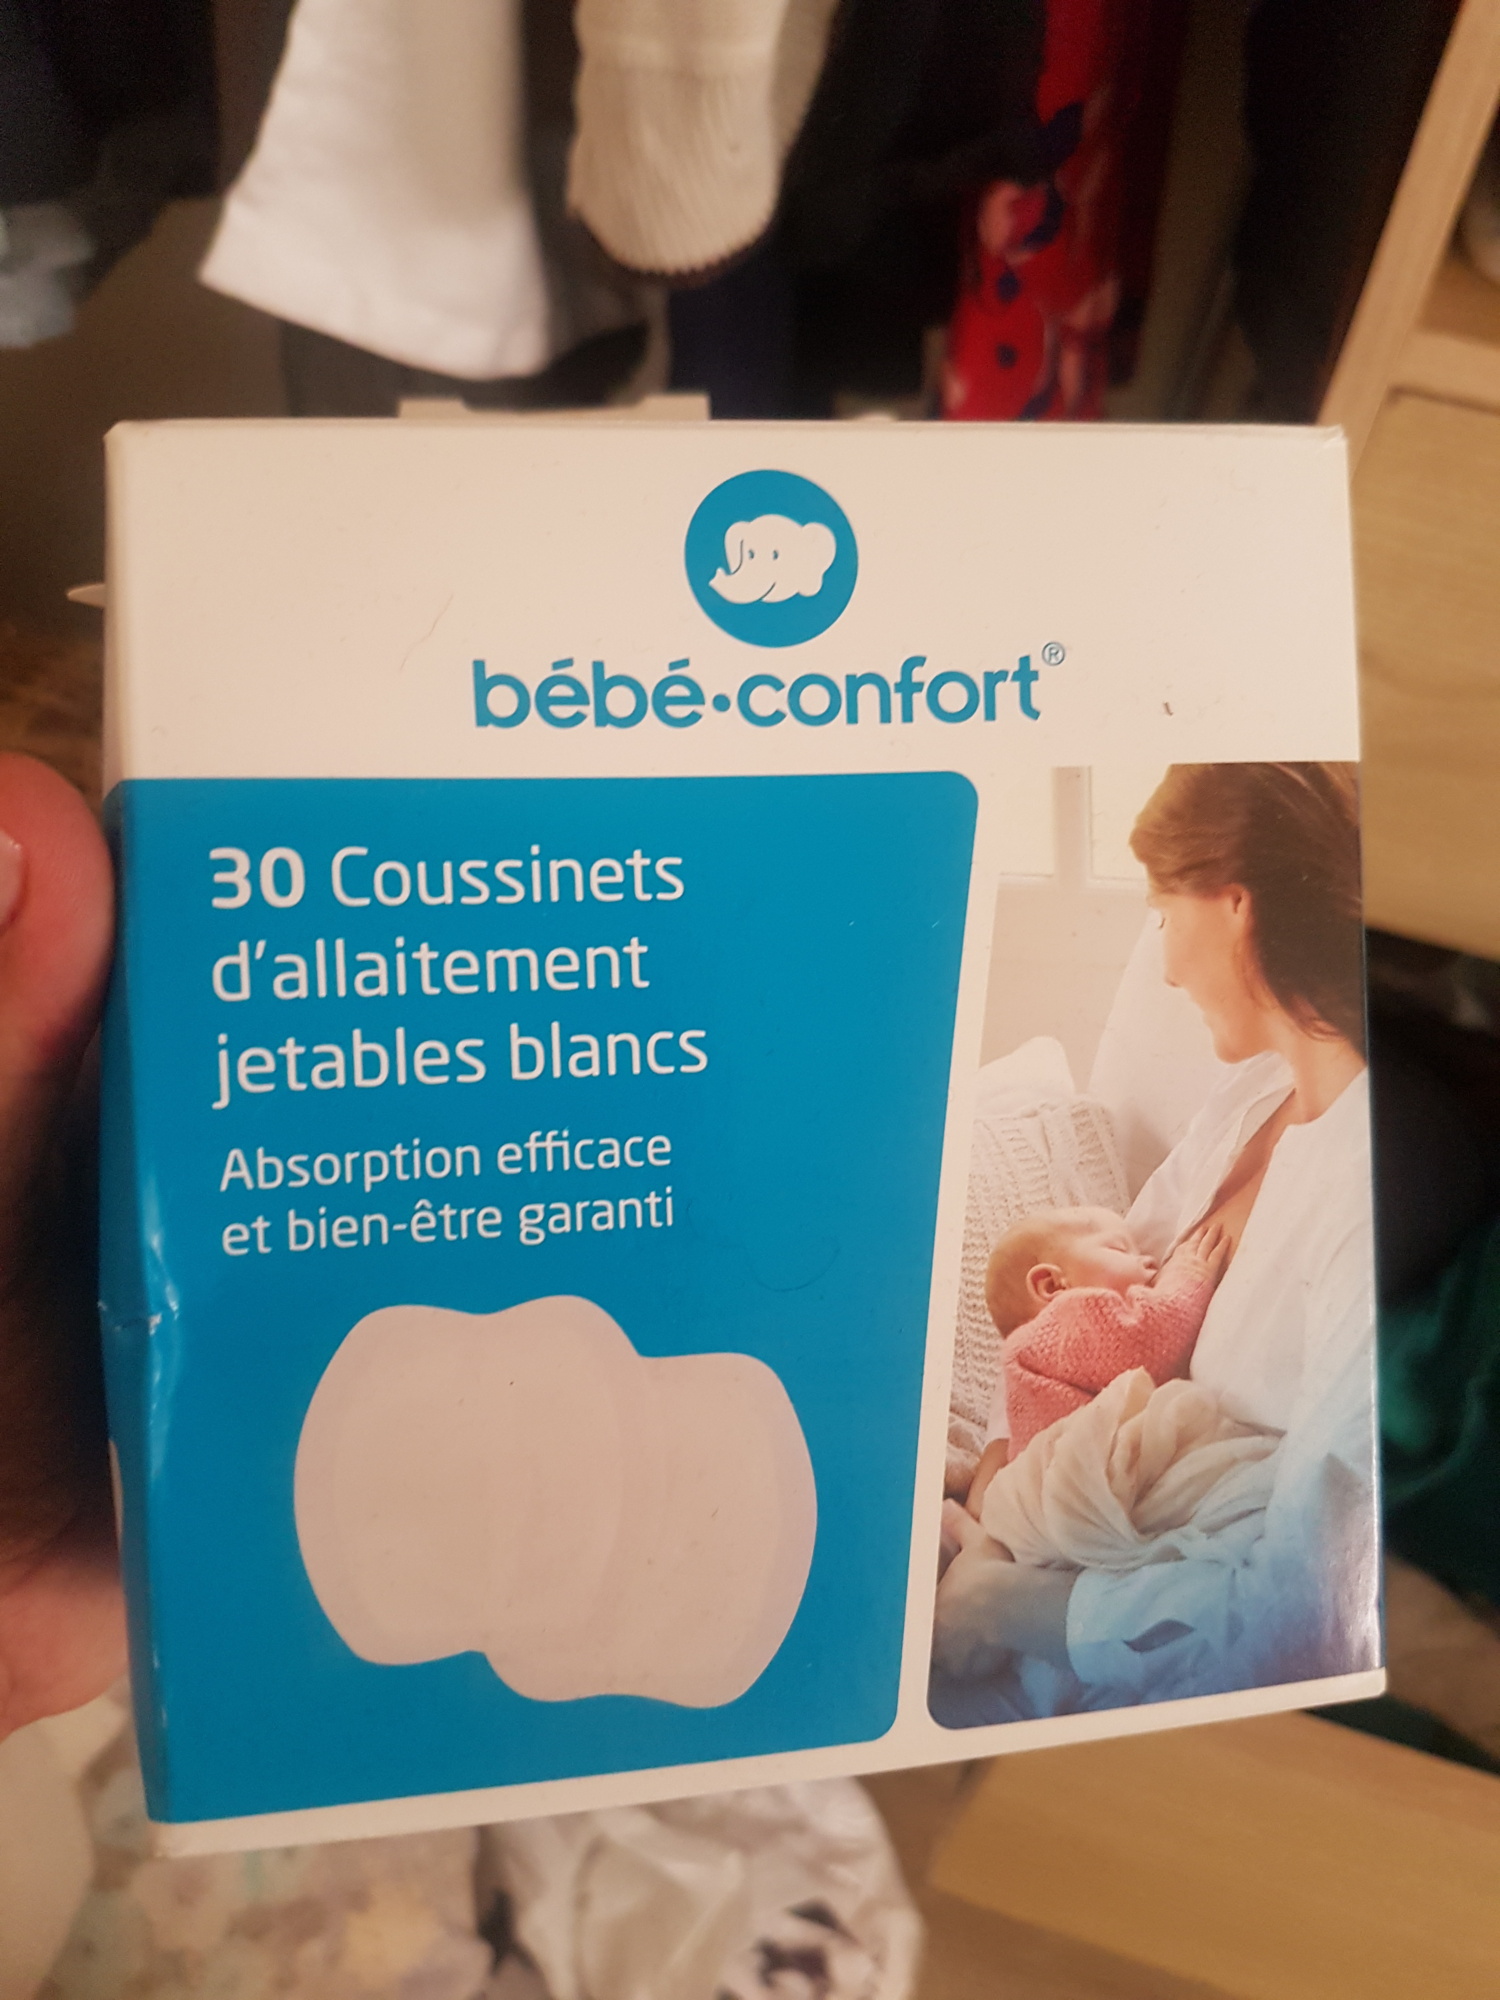 bébé•confort®
30 Coussinets
d'allaitement
jetables blancs
Absorption efficace
et bien-être garanti